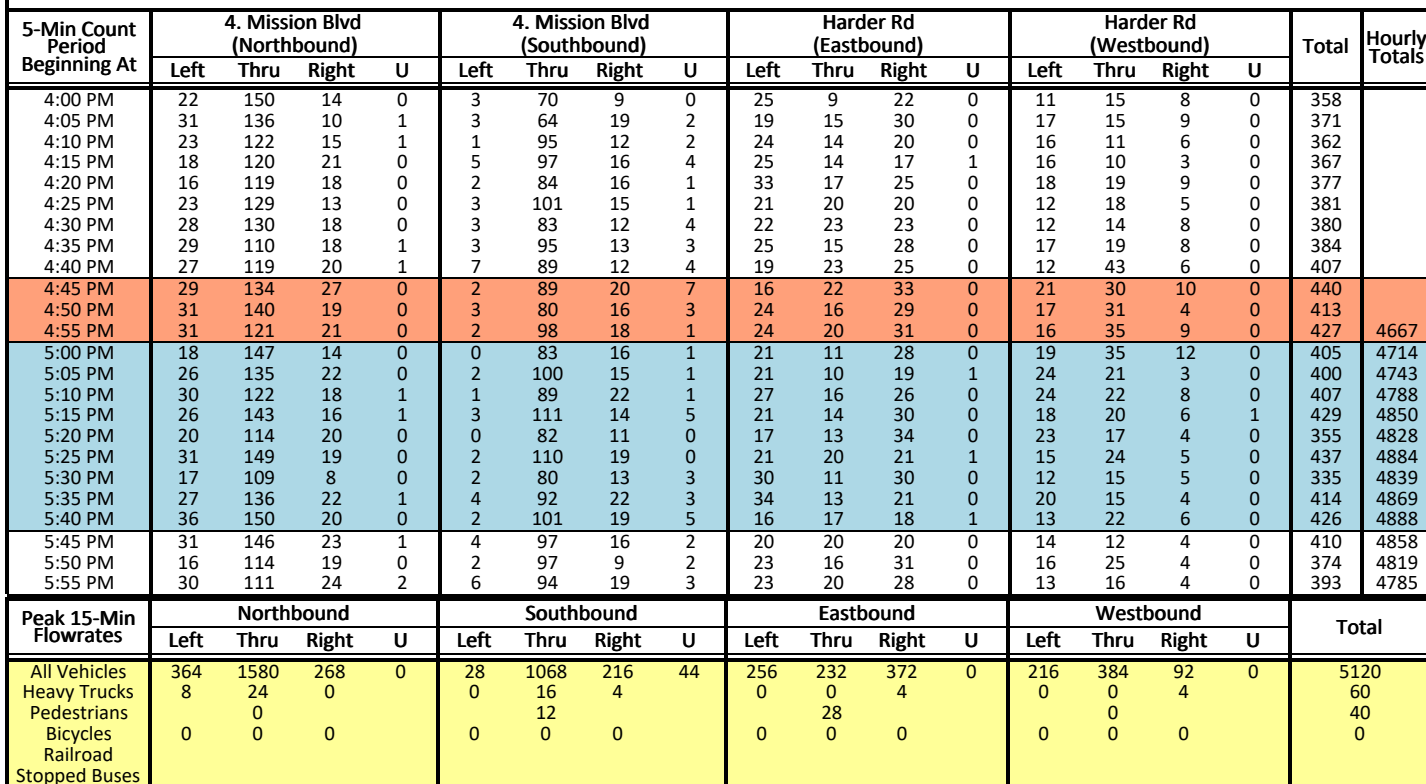 5-Min Count Period Beginning At | 4. Mission Blvd (Northbound) | 4. Mission Blvd (Southbound) | Harder Rd (Eastbound) | Harder Rd (Westbound) | Total | Hourly Totals
Left Thru Right U Left Thru Right U Left Thru Right U Left Thru Right U
4:00 PM 22 150 14 0 3 70 9 0 25 9 22 0 11 15 8 0 358
4:05 PM 31 136 10 1 3 64 19 2 19 15 30 0 17 15 9 0 371
4:10 PM 23 122 15 1 1 95 12 2 24 14 20 0 16 11 6 0 362
4:15 PM 18 120 21 0 5 97 16 4 25 14 17 1 16 10 3 0 367
4:20 PM 16 119 18 0 2 84 16 1 33 17 25 0 18 19 9 0 377
4:25 PM 23 129 13 0 3 101 15 1 21 20 20 0 12 18 5 0 381
4:30 PM 28 130 18 0 3 83 12 4 22 23 23 0 12 14 8 0 380
4:35 PM 29 110 18 1 3 95 13 3 25 15 28 0 17 19 8 0 384
4:40 PM 27 119 20 1 7 89 12 4 19 23 25 0 12 43 6 0 407
4:45 PM 29 134 27 0 2 89 20 7 16 22 33 0 21 30 10 0 440
4:50 PM 31 140 19 0 3 80 16 3 24 16 29 0 17 31 4 0 413
4:55 PM 31 121 21 0 2 98 18 1 24 20 31 0 16 35 9 0 427 4667
5:00 PM 18 147 14 0 0 83 16 1 21 11 28 0 19 35 12 0 405 4714
5:05 PM 26 135 22 0 2 100 15 1 21 10 19 1 24 21 3 0 400 4743
5:10 PM 30 122 18 1 1 89 22 1 27 16 26 0 24 22 8 0 407 4788
5:15 PM 26 143 16 1 3 111 14 5 21 14 30 0 18 20 6 1 429 4850
5:20 PM 20 114 20 0 0 82 11 0 17 13 34 0 23 17 4 0 355 4828
5:25 PM 31 149 19 0 2 110 19 0 21 20 21 1 15 24 5 0 437 4884
5:30 PM 17 109 8 0 2 80 13 3 30 11 30 0 12 15 5 0 335 4839
5:35 PM 27 136 22 1 4 92 22 3 34 13 21 0 20 15 4 0 414 4869
5:40 PM 36 150 20 0 2 101 19 5 16 17 18 1 13 22 6 0 426 4888
5:45 PM 31 146 23 1 4 97 16 2 20 20 20 0 14 12 4 0 410 4858
5:50 PM 16 114 19 0 2 97 9 2 23 16 31 0 16 25 4 0 374 4819
5:55 PM 30 111 24 2 6 94 19 3 23 20 28 0 13 16 4 0 393 4785
Peak 15-Min Flowrates | Northbound | Southbound | Eastbound | Westbound | Total
Left Thru Right U Left Thru Right U Left Thru Right U Left Thru Right U
All Vehicles 364 1580 268 0 28 1068 216 44 256 232 372 0 216 384 92 0 5120
Heavy Trucks 8 24 0 0 16 4 0 0 4 0 0 4 60
Pedestrians 0 12 28 0 40
Bicycles 0 0 0 0 0 0 0 0 0 0 0 0 0
Railroad
Stopped Buses